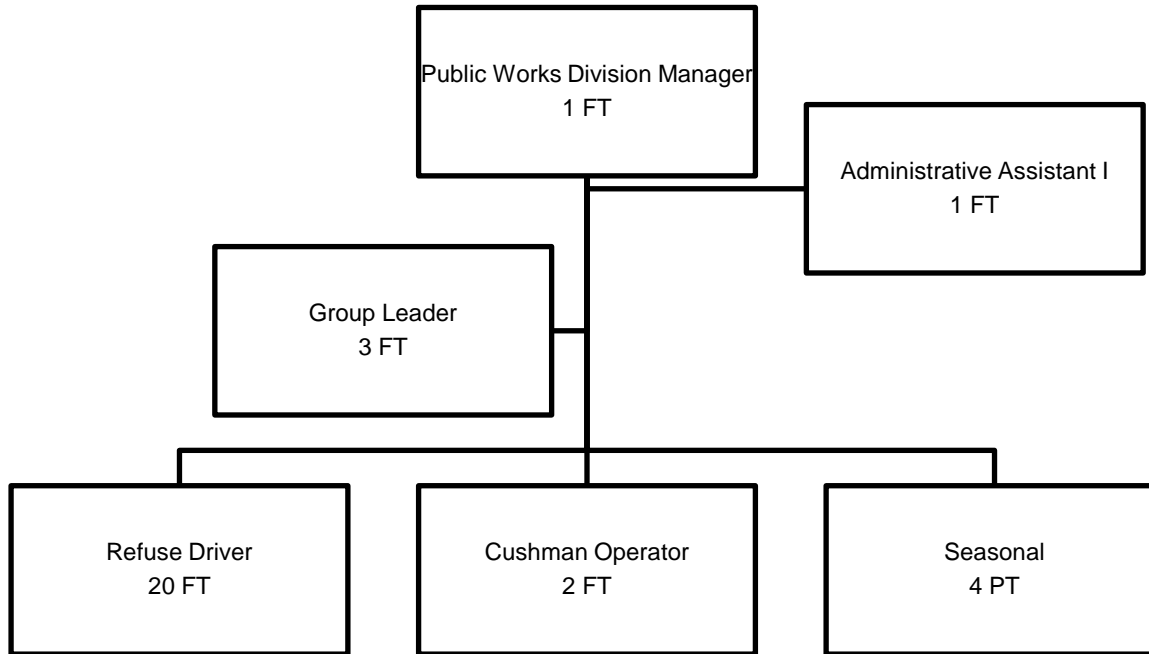 Public Works Division Manager
1 FT
Administrative Assistant I
1 FT
Group Leader
3 FT
Refuse Driver
20 FT
Cushman Operator
2 FT
Seasonal
4 PT